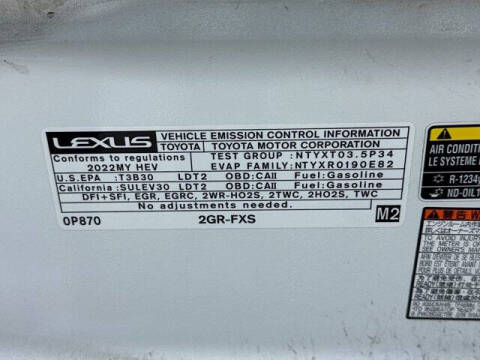 LEXUS
VEHICLE EMISSION CONTROL INFORMATION
TOYOTA TOYOTA MOTOR CORPORATION
Conforms to regulations
2022MY HEV
TEST GROUP :NTYXT03.5P34
EVAP FAMILY:NTYXR0190E82
U.S.EPA :T3B30 LDT2 OBD:CAII Fuel:Gasoline
California:SULEV30 LDT2 OBD:CAII Fuel:Gasoline
DFI+SFI, EGR, EGRC, 2WR-HO2S, 2TWC, 2HO2S, TWC
No adjustments needed.
0P870 2GR-FXS M2
AIR CONDITI
LE SYSTEME
R-1234y
ND-OIL1